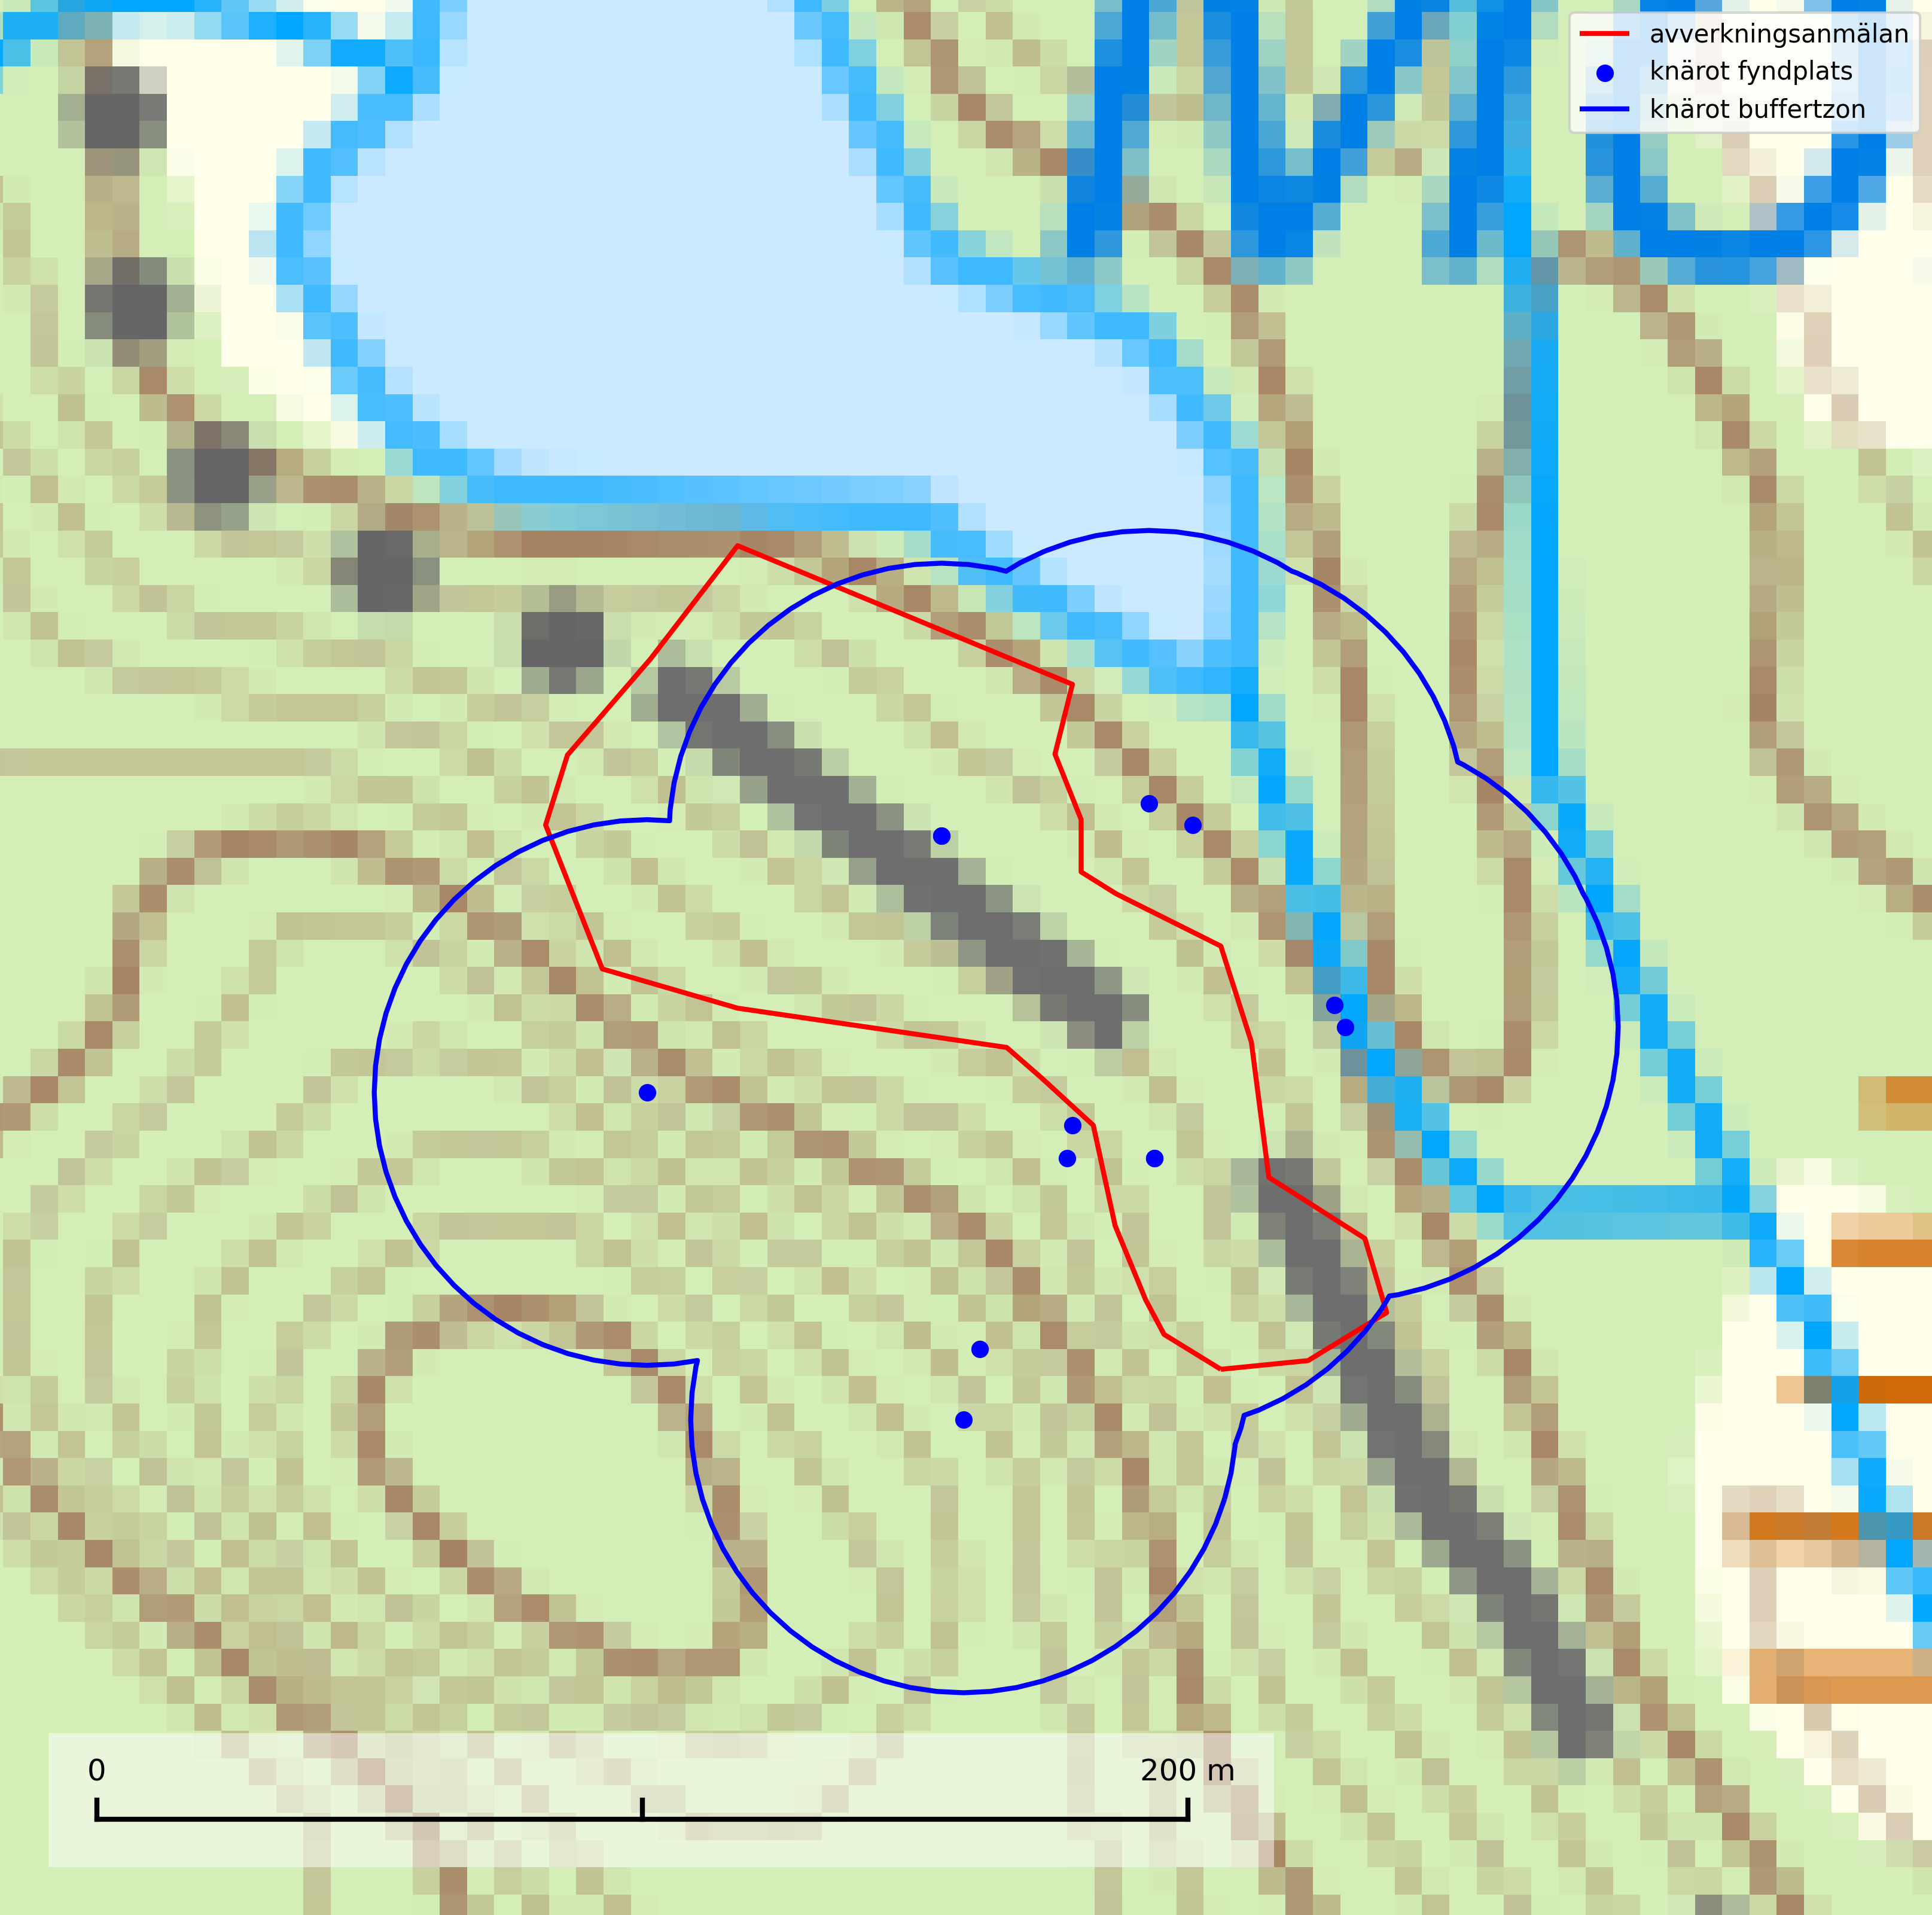 avverkningsanmälan
knärot fyndplats
knärot buffertzon
0 200 m